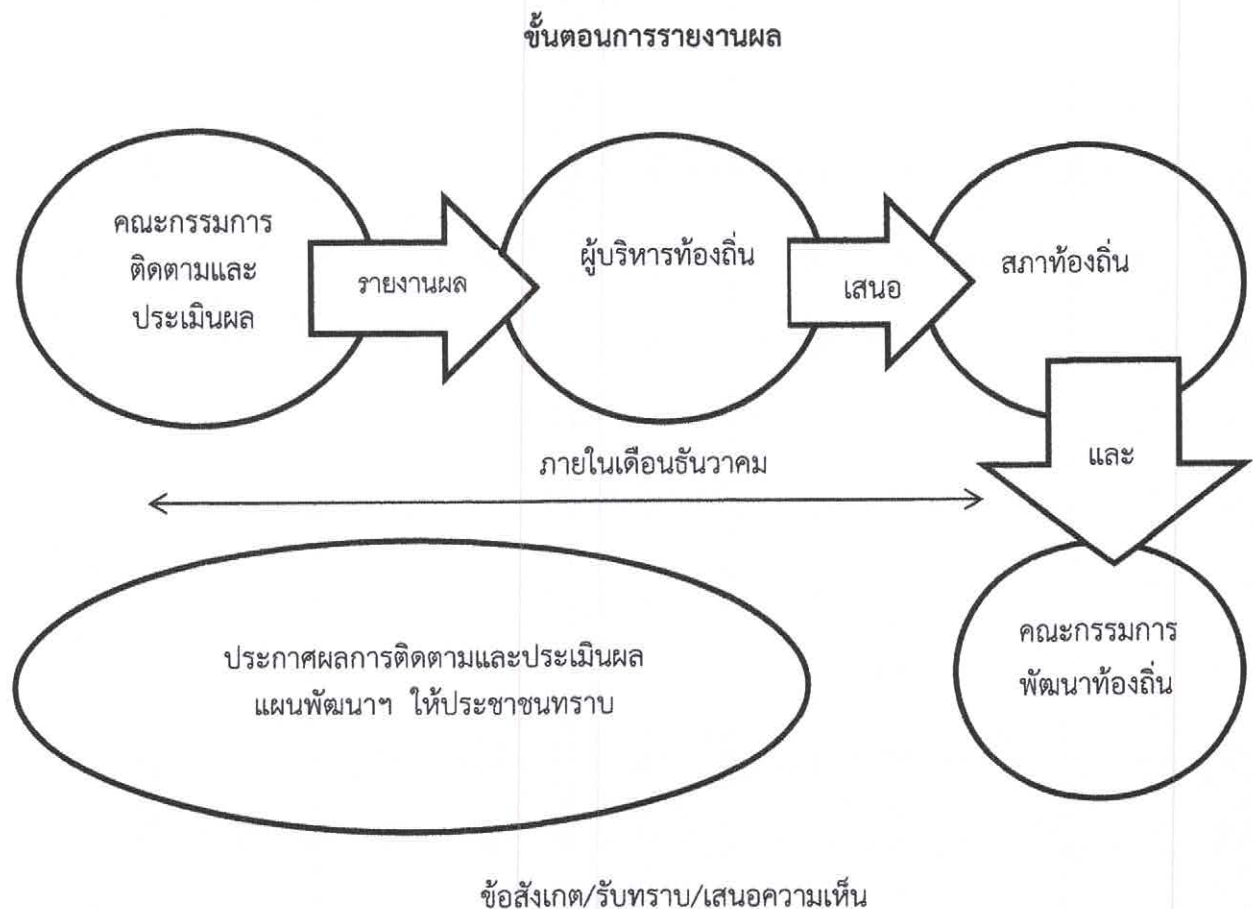 ขั้นตอนการรายงานผล
คณะกรรมการ
ติดตามและ
ประเมินผล
รายงานผล
ผู้บริหารท้องถิ่น
เสนอ
สภาท้องถิ่น
และ
ภายในเดือนธันวาคม
คณะกรรมการ
พัฒนาท้องถิ่น
ประกาศผลการติดตามและประเมินผล
แผนพัฒนาฯ ให้ประชาชนทราบ
ข้อสังเกต/รับทราบ/เสนอความเห็น